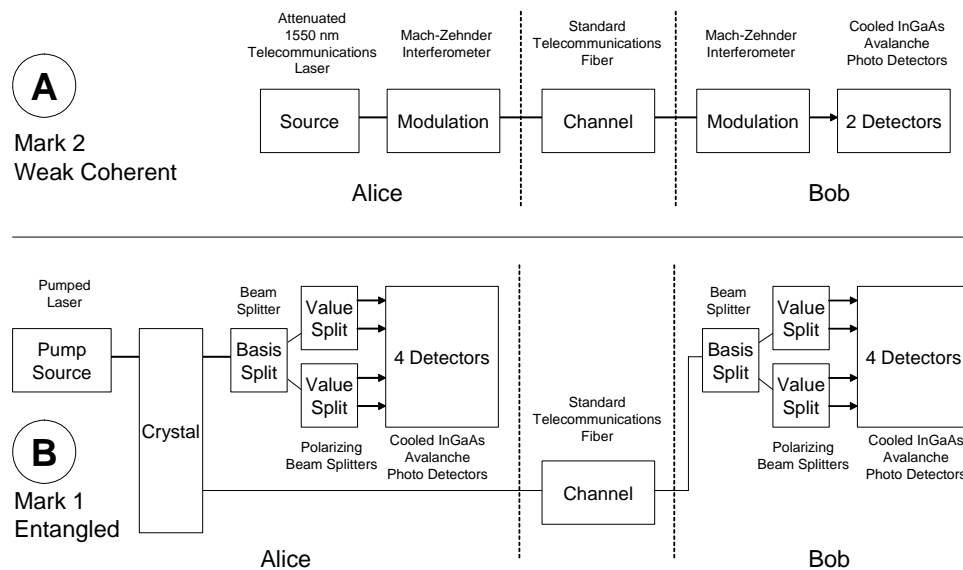 Attenuated
1550 nm
Telecommunications
Laser
Mach-Zehnder
Interferometer
Standard
Telecommunications
Fiber
Mach-Zehnder
Interferometer
Cooled InGaAs
Avalanche
Photo Detectors
A
Mark 2
Weak Coherent
Source
Modulation
Channel
Modulation
2 Detectors
Alice
Bob
Pumped
Laser
Pump
Source
Crystal
Beam
Splitter
Basis
Split
Value
Split
Value
Split
4 Detectors
Polarizing
Beam Splitters
Cooled InGaAs
Avalanche
Photo Detectors
Standard
Telecommunications
Fiber
Channel
Beam
Splitter
Basis
Split
Value
Split
Value
Split
4 Detectors
Polarizing
Beam Splitters
Cooled InGaAs
Avalanche
Photo Detectors
B
Mark 1
Entangled
Alice
Bob